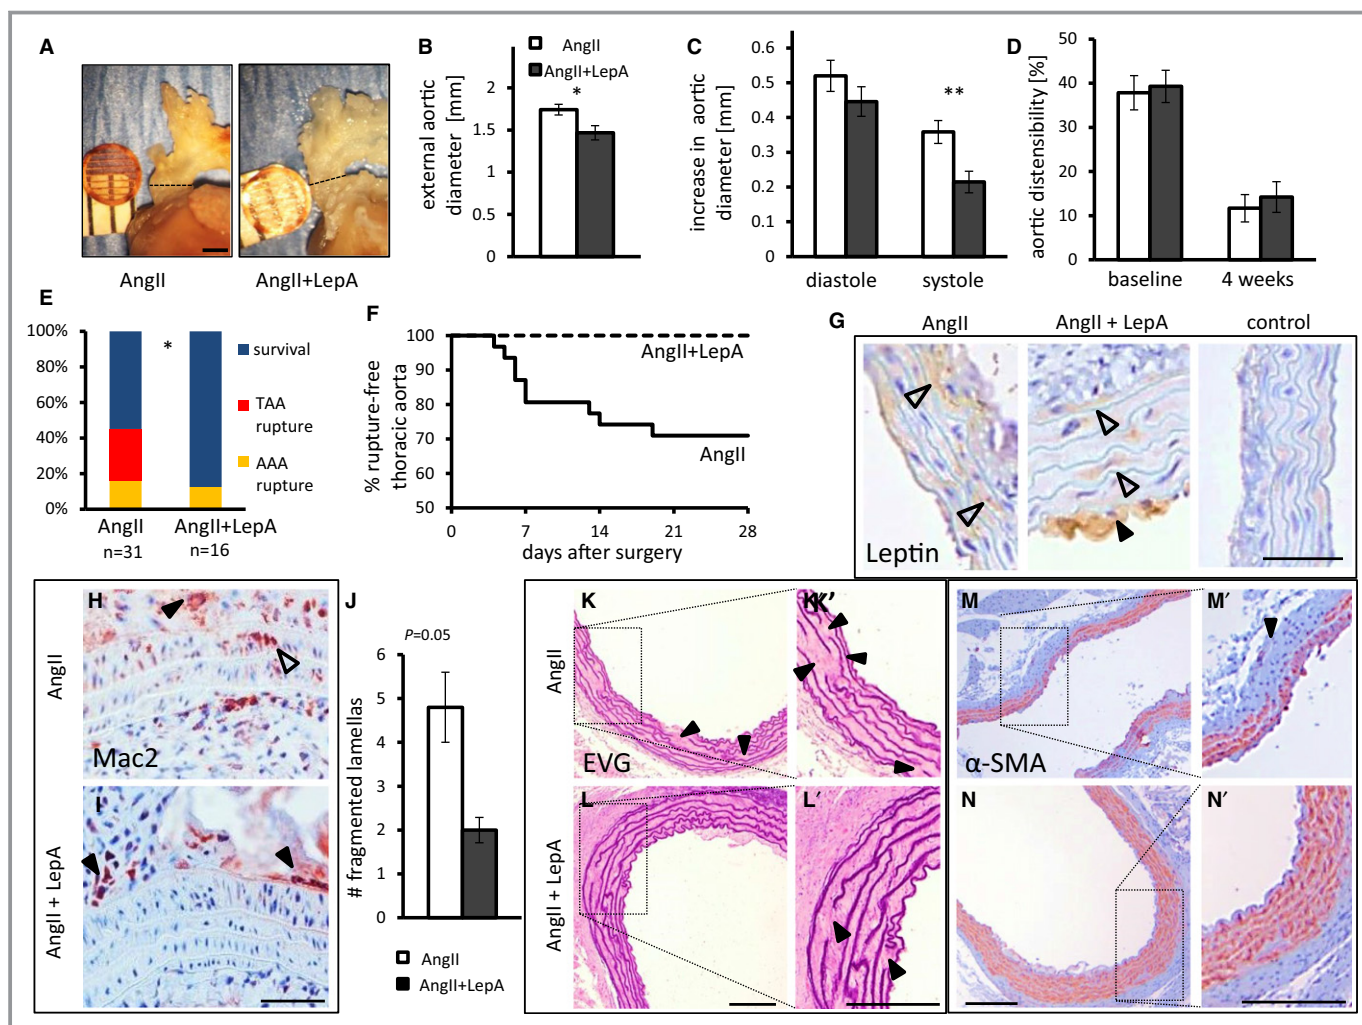 A
AngII
AngII+LepA
B
AngII
AngII+LepA
*
external aortic
diameter [mm]
2
1.5
1
0.5
0
C
increase in aortic
diameter [mm]
0.6
0.5
0.4
0.3
0.2
0.1
0
**
diastole
systole
D
aortic distensibility [%]
50
40
30
20
10
0
baseline
4 weeks
E
100%
80%
60%
40%
20%
0%
*
survival
TAA
rupture
AAA
rupture
AngII
n=31
AngII+LepA
n=16
F
% rupture-free
thoracic aorta
100
90
80
70
60
50
AngII+LepA
AngII
0
7
14
21
28
days after surgery
G
AngII
AngII + LepA
control
Leptin
H
AngII
Mac2
I
AngII + LepA
J
P=0.05
# fragmented lamellas
6
5
4
3
2
1
0
AngII
AngII+LepA
K
K’
AngII
EVG
L
L′
AngII + LepA
M
M′
α-SMA
N
N′